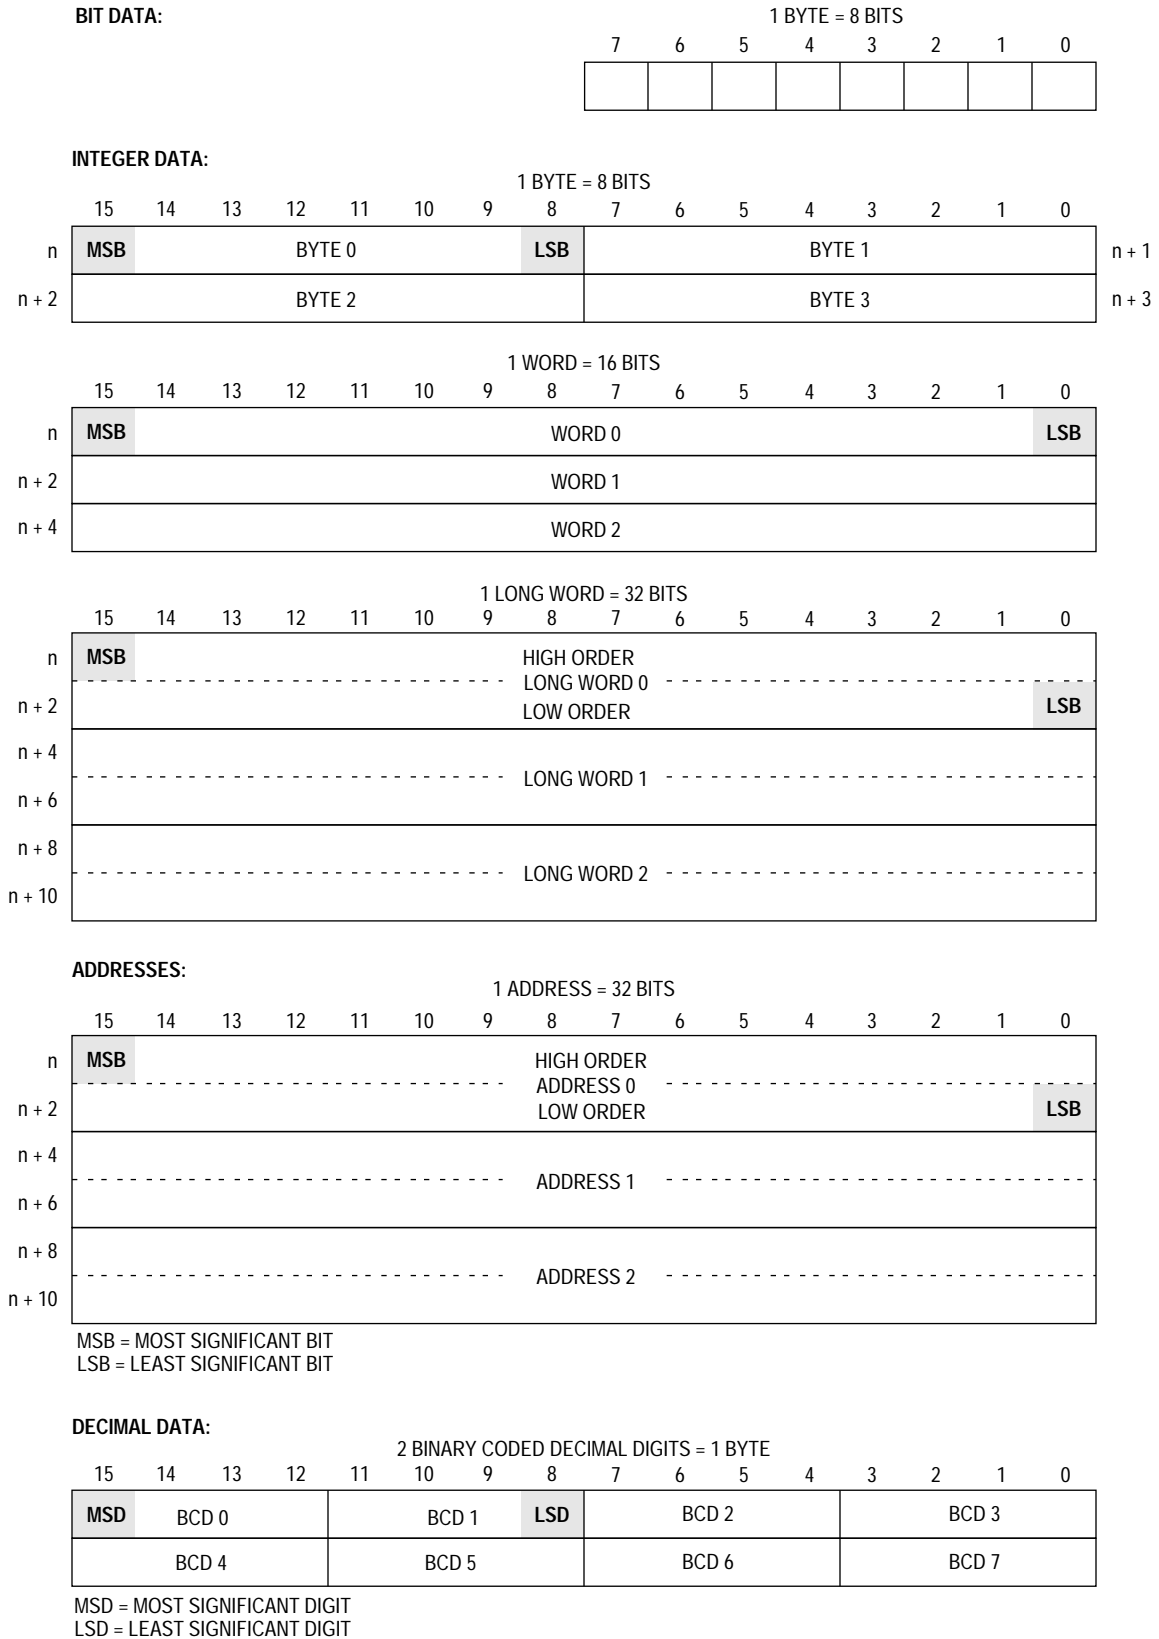 BIT DATA:
1 BYTE = 8 BITS
7 6 5 4 3 2 1 0
INTEGER DATA:
1 BYTE = 8 BITS
15 14 13 12 11 10 9 8 7 6 5 4 3 2 1 0
n MSB BYTE 0 LSB BYTE 1 n + 1
n + 2 BYTE 2 BYTE 3 n + 3
1 WORD = 16 BITS
15 14 13 12 11 10 9 8 7 6 5 4 3 2 1 0
n MSB WORD 0 LSB
n + 2 WORD 1
n + 4 WORD 2
1 LONG WORD = 32 BITS
15 14 13 12 11 10 9 8 7 6 5 4 3 2 1 0
n MSB HIGH ORDER
LONG WORD 0
n + 2 LOW ORDER LSB
n + 4
LONG WORD 1
n + 6
n + 8
LONG WORD 2
n + 10
ADDRESSES:
1 ADDRESS = 32 BITS
15 14 13 12 11 10 9 8 7 6 5 4 3 2 1 0
n MSB HIGH ORDER
ADDRESS 0
n + 2 LOW ORDER LSB
n + 4
ADDRESS 1
n + 6
n + 8
ADDRESS 2
n + 10
MSB = MOST SIGNIFICANT BIT
LSB = LEAST SIGNIFICANT BIT
DECIMAL DATA:
2 BINARY CODED DECIMAL DIGITS = 1 BYTE
15 14 13 12 11 10 9 8 7 6 5 4 3 2 1 0
MSD BCD 0 BCD 1 LSD BCD 2 BCD 3
BCD 4 BCD 5 BCD 6 BCD 7
MSD = MOST SIGNIFICANT DIGIT
LSD = LEAST SIGNIFICANT DIGIT